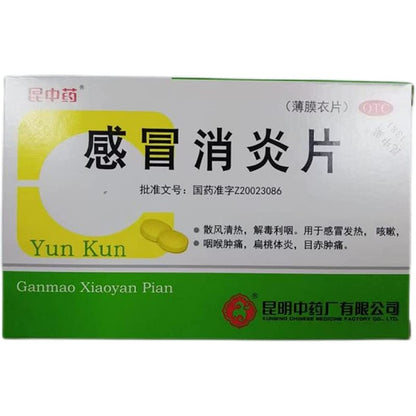 昆中药®
(薄膜衣片)
OTC
感冒消炎片
批准文号：国药准字Z20023086
散风清热，解毒利咽。用于感冒发热，咳嗽，
咽喉肿痛，扁桃体炎，目赤肿痛。
Yun Kun
Ganmao Xiaoyan Pian
昆明中药厂有限公司
KUNMING CHINESE MEDICINE FACTORY CO., LTD.